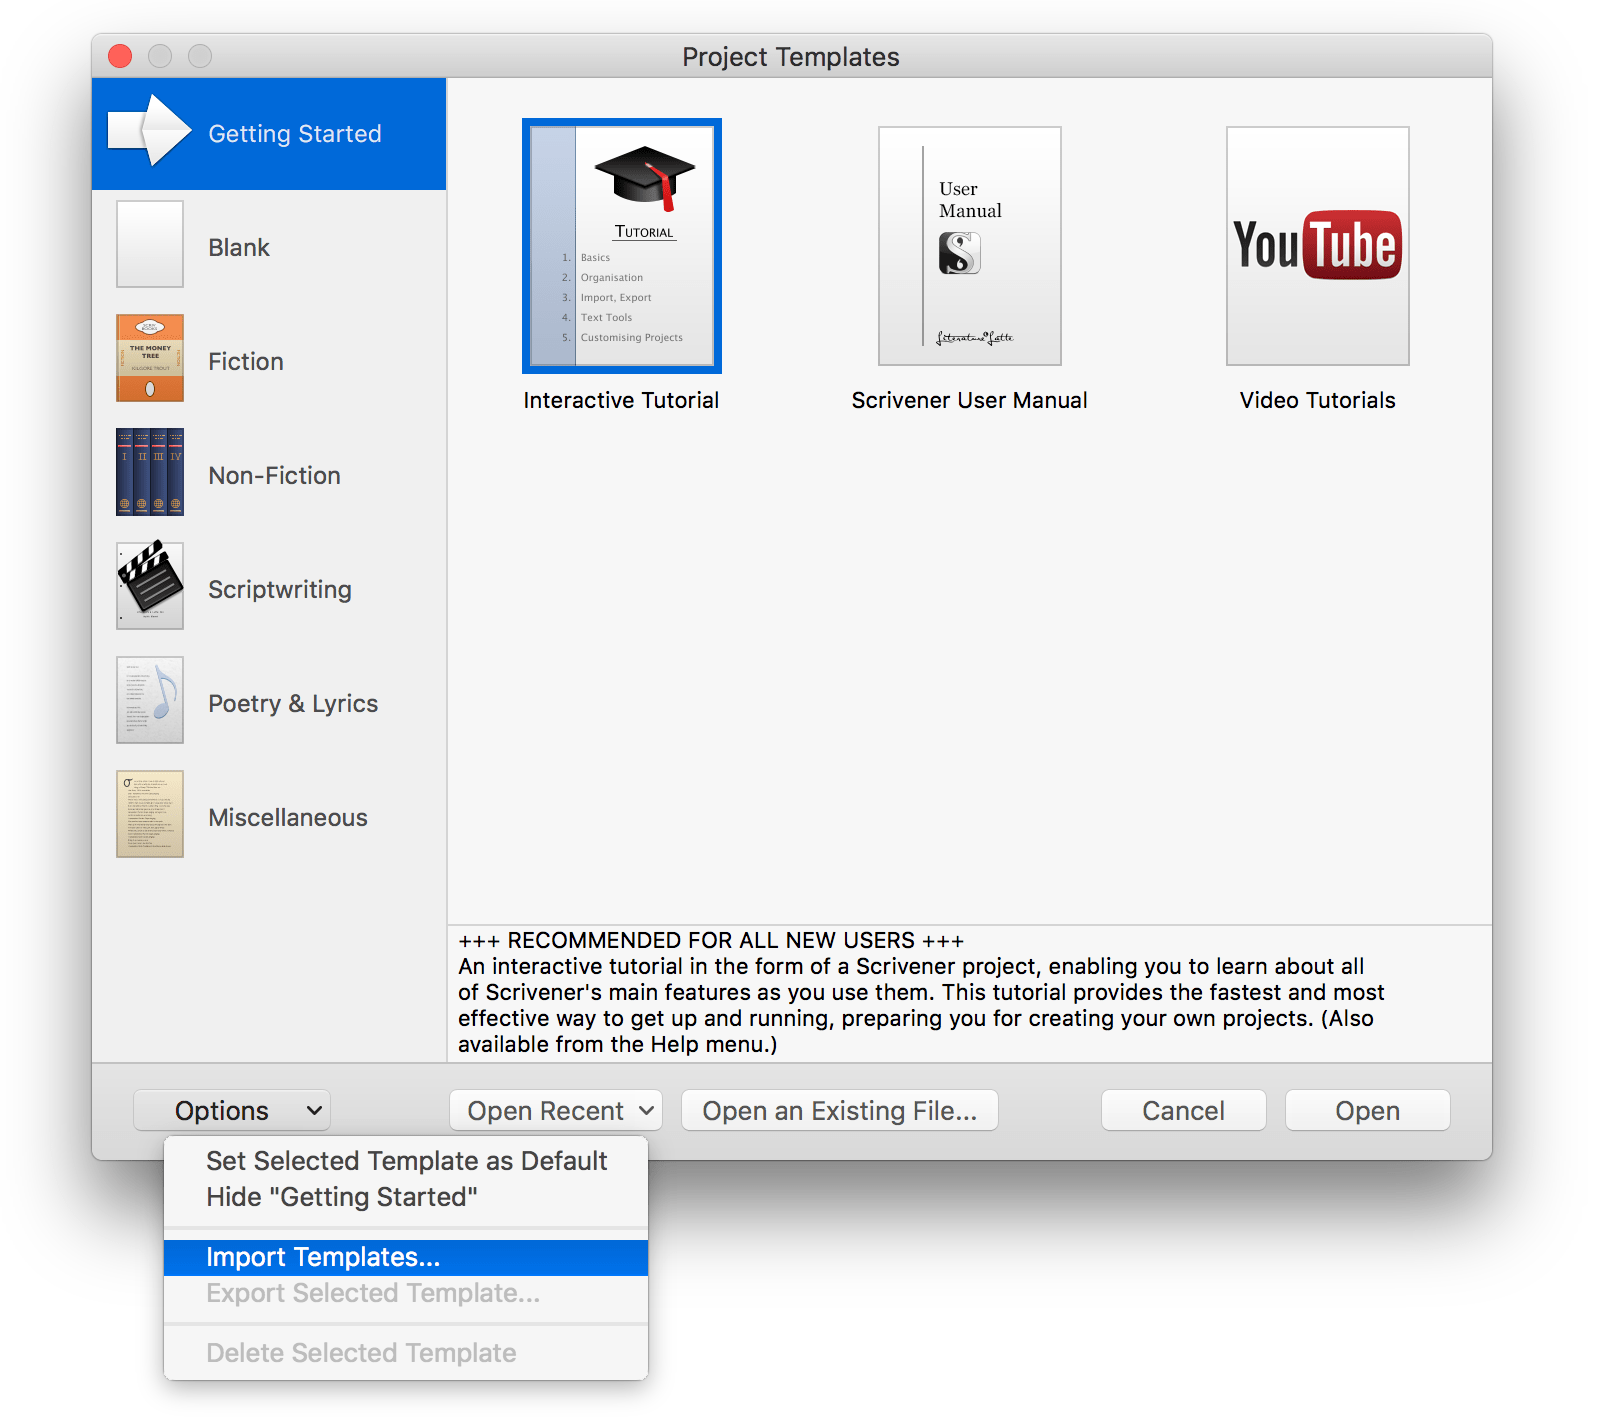 Project Templates
Getting Started
Blank
Fiction
Non-Fiction
Scriptwriting
Poetry & Lyrics
Miscellaneous
THE MONEY
TREE
KILGORE TROUT
I II III IV
TUTORIAL
1. Basics
2. Organisation
3. Import, Export
4. Text Tools
5. Customising Projects
Interactive Tutorial
User
Manual
S
Literature & Latte
Scrivener User Manual
YouTube
Video Tutorials
+++ RECOMMENDED FOR ALL NEW USERS +++
An interactive tutorial in the form of a Scrivener project, enabling you to learn about all
of Scrivener's main features as you use them. This tutorial provides the fastest and most
effective way to get up and running, preparing you for creating your own projects. (Also
available from the Help menu.)
Options
Open Recent
Open an Existing File...
Cancel
Open
Set Selected Template as Default
Hide "Getting Started"
Import Templates...
Export Selected Template...
Delete Selected Template